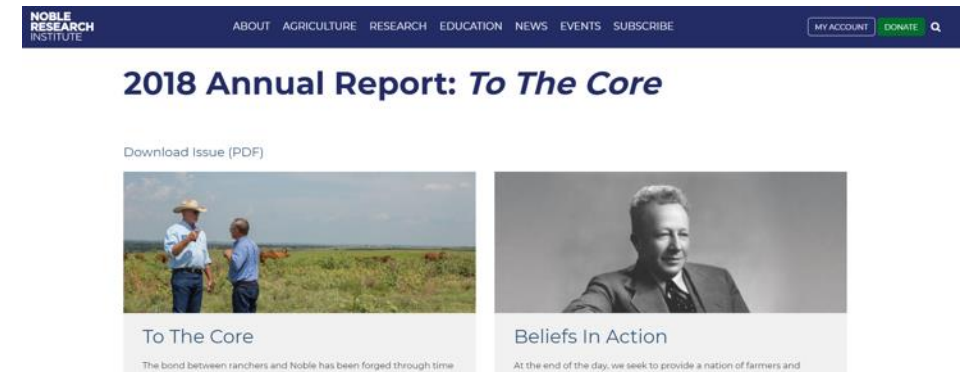 NOBLE
RESEARCH
INSTITUTE
ABOUT AGRICULTURE RESEARCH EDUCATION NEWS EVENTS SUBSCRIBE
MY ACCOUNT DONATE
2018 Annual Report: To The Core
Download Issue (PDF)
To The Core
The bond between ranchers and Noble has been forged through time
Beliefs In Action
At the end of the day, we seek to provide a nation of farmers and